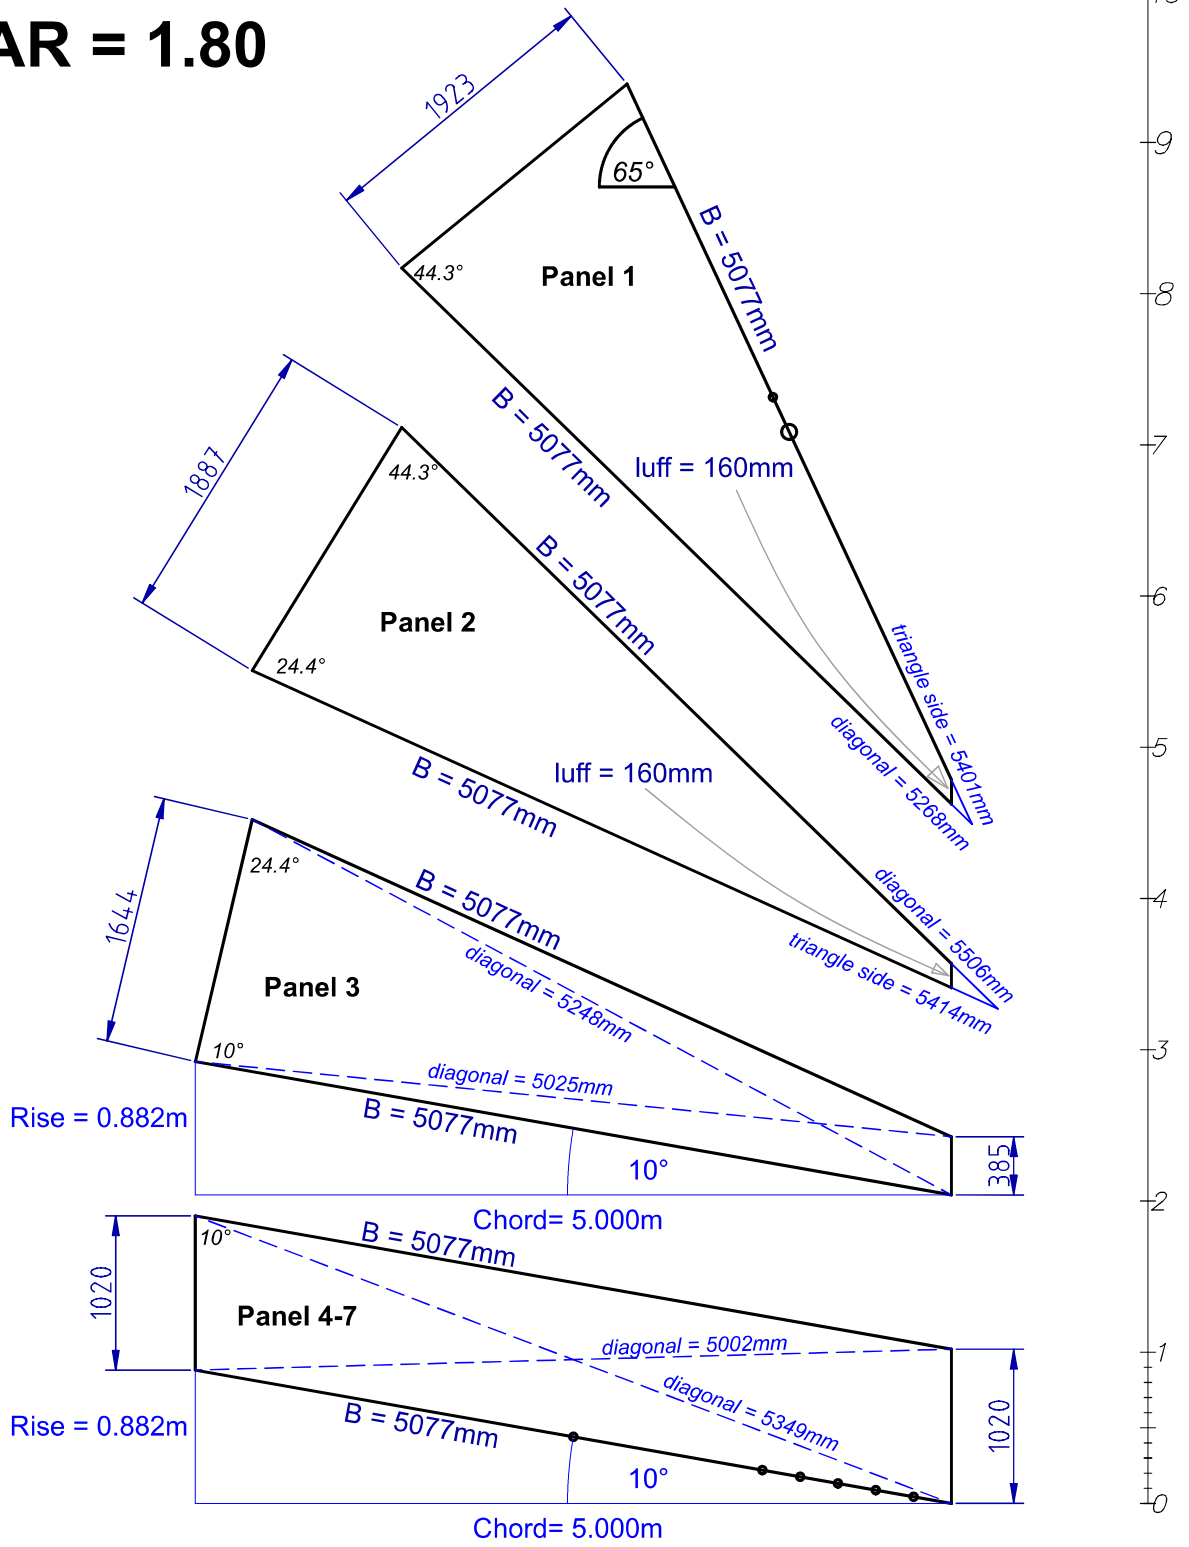 AR = 1.80
1923
65°
44.3°
Panel 1
B = 5077mm
B = 5077mm
luff = 160mm
triangle side = 5401mm
diagonal = 5268mm
1887
44.3°
24.4°
Panel 2
B = 5077mm
B = 5077mm
luff = 160mm
diagonal = 5506mm
triangle side = 5414mm
1644
24.4°
Panel 3
10°
B = 5077mm
diagonal = 5248mm
diagonal = 5025mm
B = 5077mm
Rise = 0.882m
10°
385
Chord= 5.000m
1020
10°
Panel 4-7
B = 5077mm
diagonal = 5002mm
diagonal = 5349mm
B = 5077mm
Rise = 0.882m
10°
1020
Chord= 5.000m
9
8
7
6
5
4
3
2
1
0